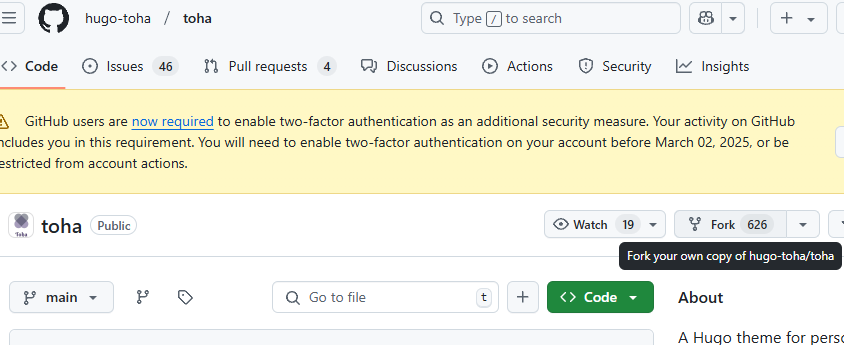 hugo-toha / toha
Type / to search
Code
Issues 46
Pull requests 4
Discussions
Actions
Security
Insights
GitHub users are now required to enable two-factor authentication as an additional security measure. Your activity on GitHub
ncludes you in this requirement. You will need to enable two-factor authentication on your account before March 02, 2025, or be
estricted from account actions.
Toha
toha Public
Watch 19
Fork 626
Fork your own copy of hugo-toha/toha
main
Go to file t
+
<> Code
About
A Hugo theme for perso